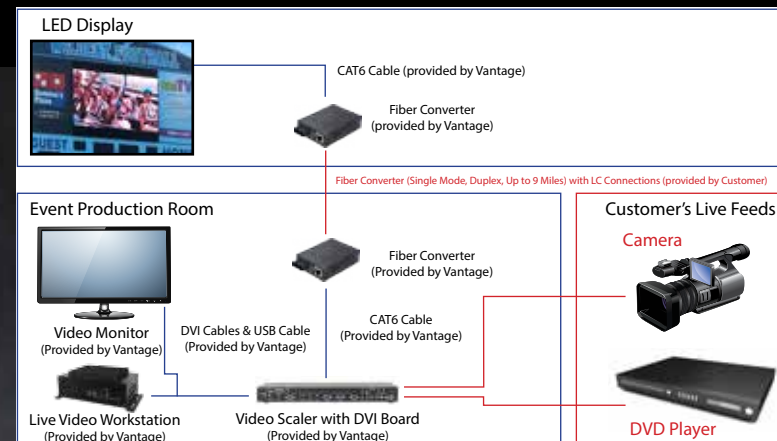 LED Display
CAT6 Cable (provided by Vantage)
Fiber Converter
(provided by Vantage)
GUEST
Fiber Converter (Single Mode, Duplex, Up to 9 Miles) with LC Connections (provided by Customer)
Event Production Room
Customer's Live Feeds
Camera
Fiber Converter
(Provided by Vantage)
Video Monitor
(Provided by Vantage)
DVI Cables & USB Cable
(Provided by Vantage)
CAT6 Cable
(Provided by Vantage)
Live Video Workstation
(Provided by Vantage)
Video Scaler with DVI Board
(Provided by Vantage)
DVD Player